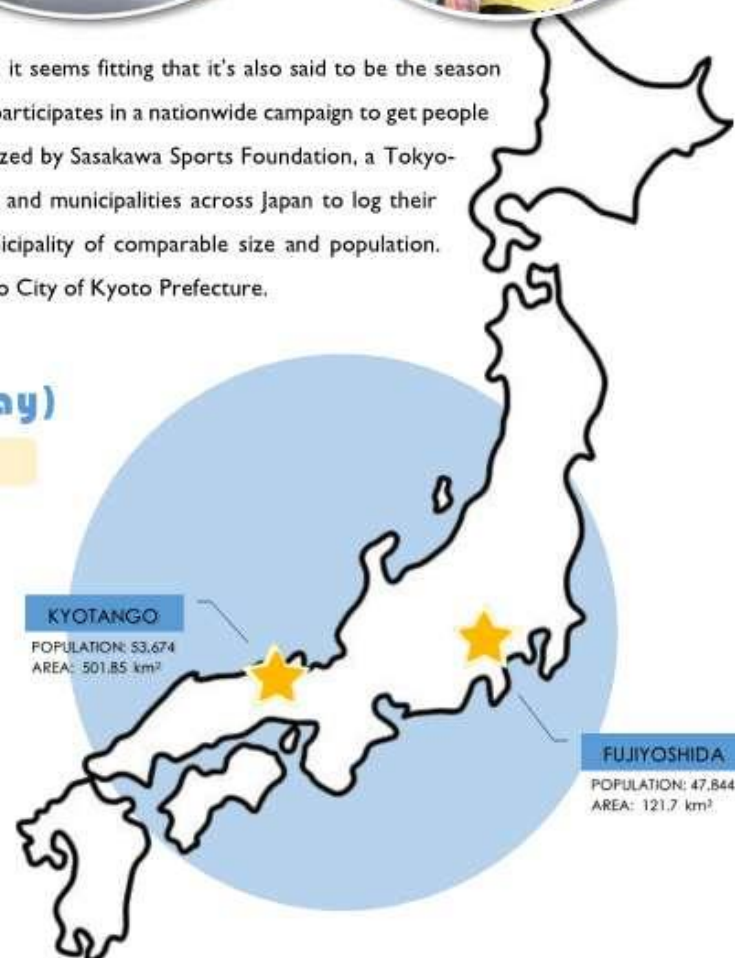 it seems fitting that it's also said to be the season
participates in a nationwide campaign to get people
zed by Sasakawa Sports Foundation, a Tokyo-
and municipalities across Japan to log their
icipality of comparable size and population.
o City of Kyoto Prefecture.
ay)
KYOTANGO
POPULATION: 53,674
AREA: 501.85 km²
FUJIYOSHIDA
POPULATION: 47,844
AREA: 121.7 km²